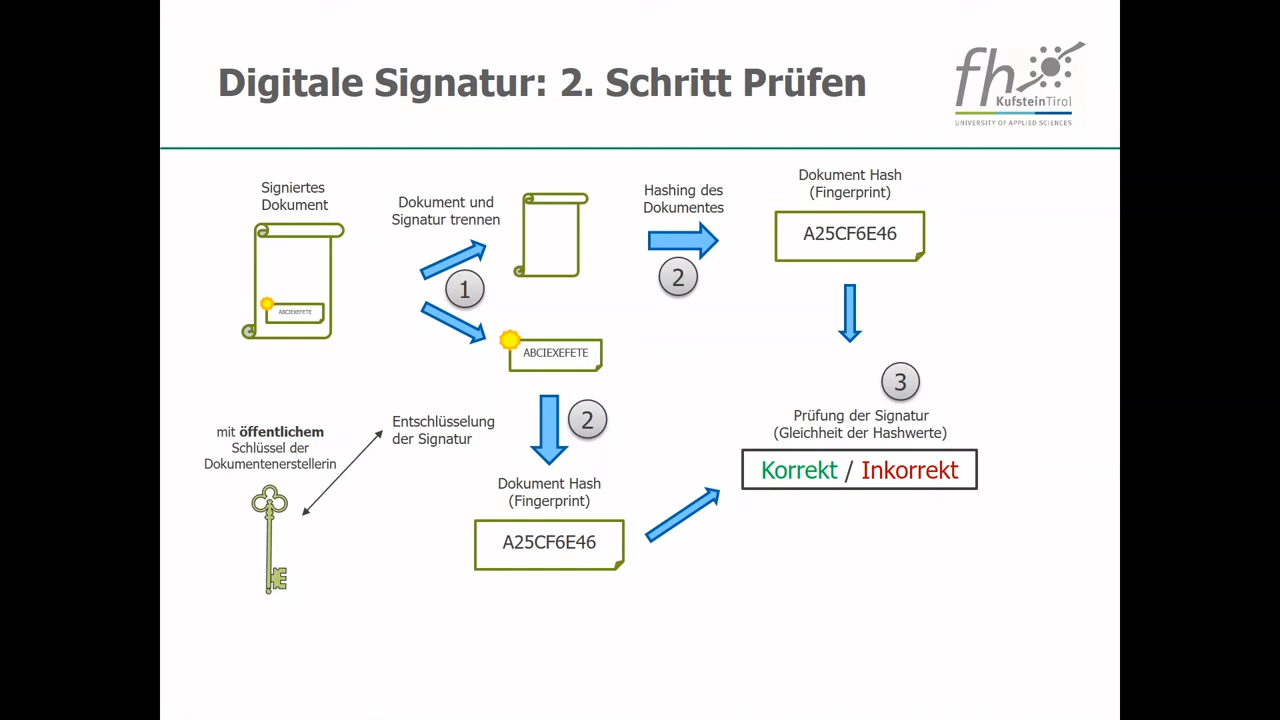 Digitale Signatur: 2. Schritt Prüfen
fh
KufsteinTirol
UNIVERSITY OF APPLIED SCIENCES
Signiertes
Dokument
ABCIEXEFETE
Dokument und
Signatur trennen
1
Hashing des
Dokumentes
2
Dokument Hash
(Fingerprint)
A25CF6E46
ABCIEXEFETE
2
Entschlüsselung
der Signatur
mit öffentlichem
Schlüssel der
Dokumentenerstellerin
Dokument Hash
(Fingerprint)
A25CF6E46
3
Prüfung der Signatur
(Gleichheit der Hashwerte)
Korrekt / Inkorrekt